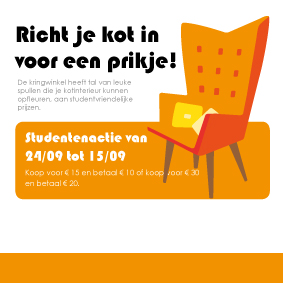 Richt je kot in
voor een prikje!
De kringwinkel heeft tal van leuke
spullen die je kotinterieur kunnen
opfleuren, aan studentvriendelijke
prijzen.
Studentenactie van
24/09 tot 15/09
Koop voor € 15 en betaal € 10 of koop voor € 30
en betaal € 20.